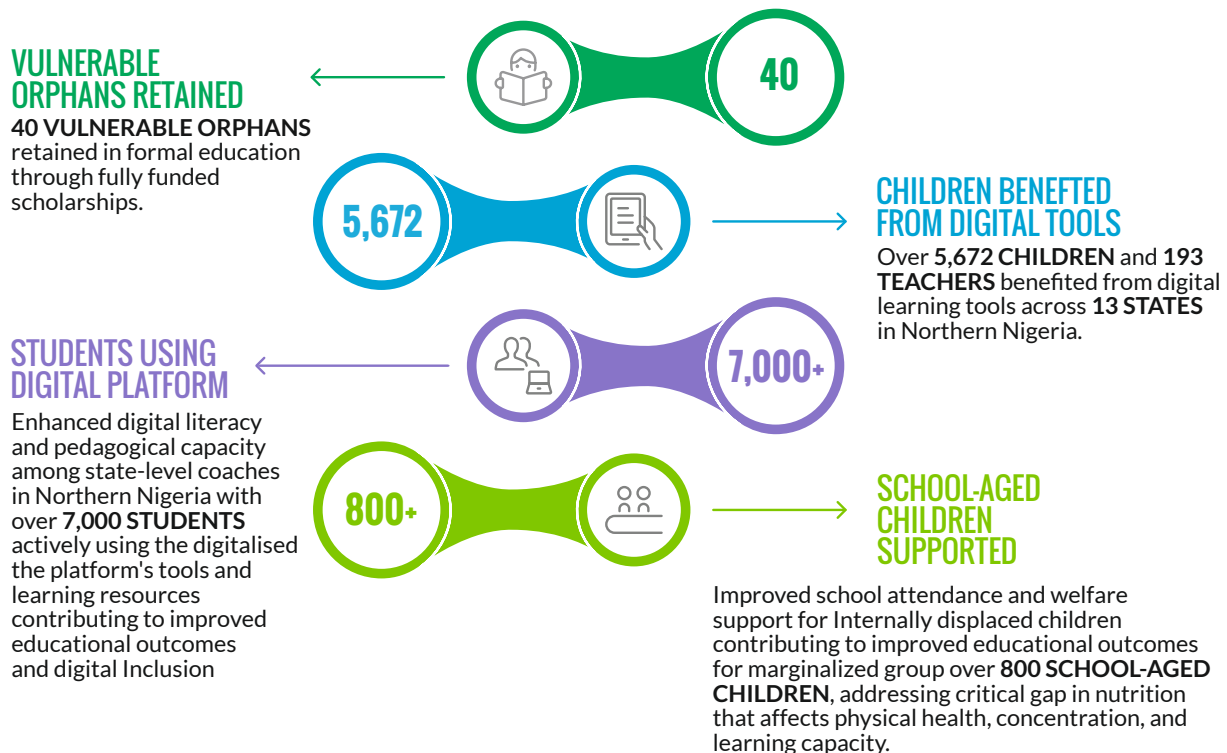 VULNERABLE
ORPHANS RETAINED
40 VULNERABLE ORPHANS
retained in formal education
through fully funded
scholarships.
40
5,672
CHILDREN BENEFTED
FROM DIGITAL TOOLS
Over 5,672 CHILDREN and 193
TEACHERS benefited from digital
learning tools across 13 STATES
in Northern Nigeria.
STUDENTS USING
DIGITAL PLATFORM
Enhanced digital literacy
and pedagogical capacity
among state-level coaches
in Northern Nigeria with
over 7,000 STUDENTS
actively using the digitalised
the platform's tools and
learning resources
contributing to improved
educational outcomes
and digital Inclusion
7,000+
800+
SCHOOL-AGED
CHILDREN
SUPPORTED
Improved school attendance and welfare
support for Internally displaced children
contributing to improved educational outcomes
for marginalized group over 800 SCHOOL-AGED
CHILDREN, addressing critical gap in nutrition
that affects physical health, concentration, and
learning capacity.